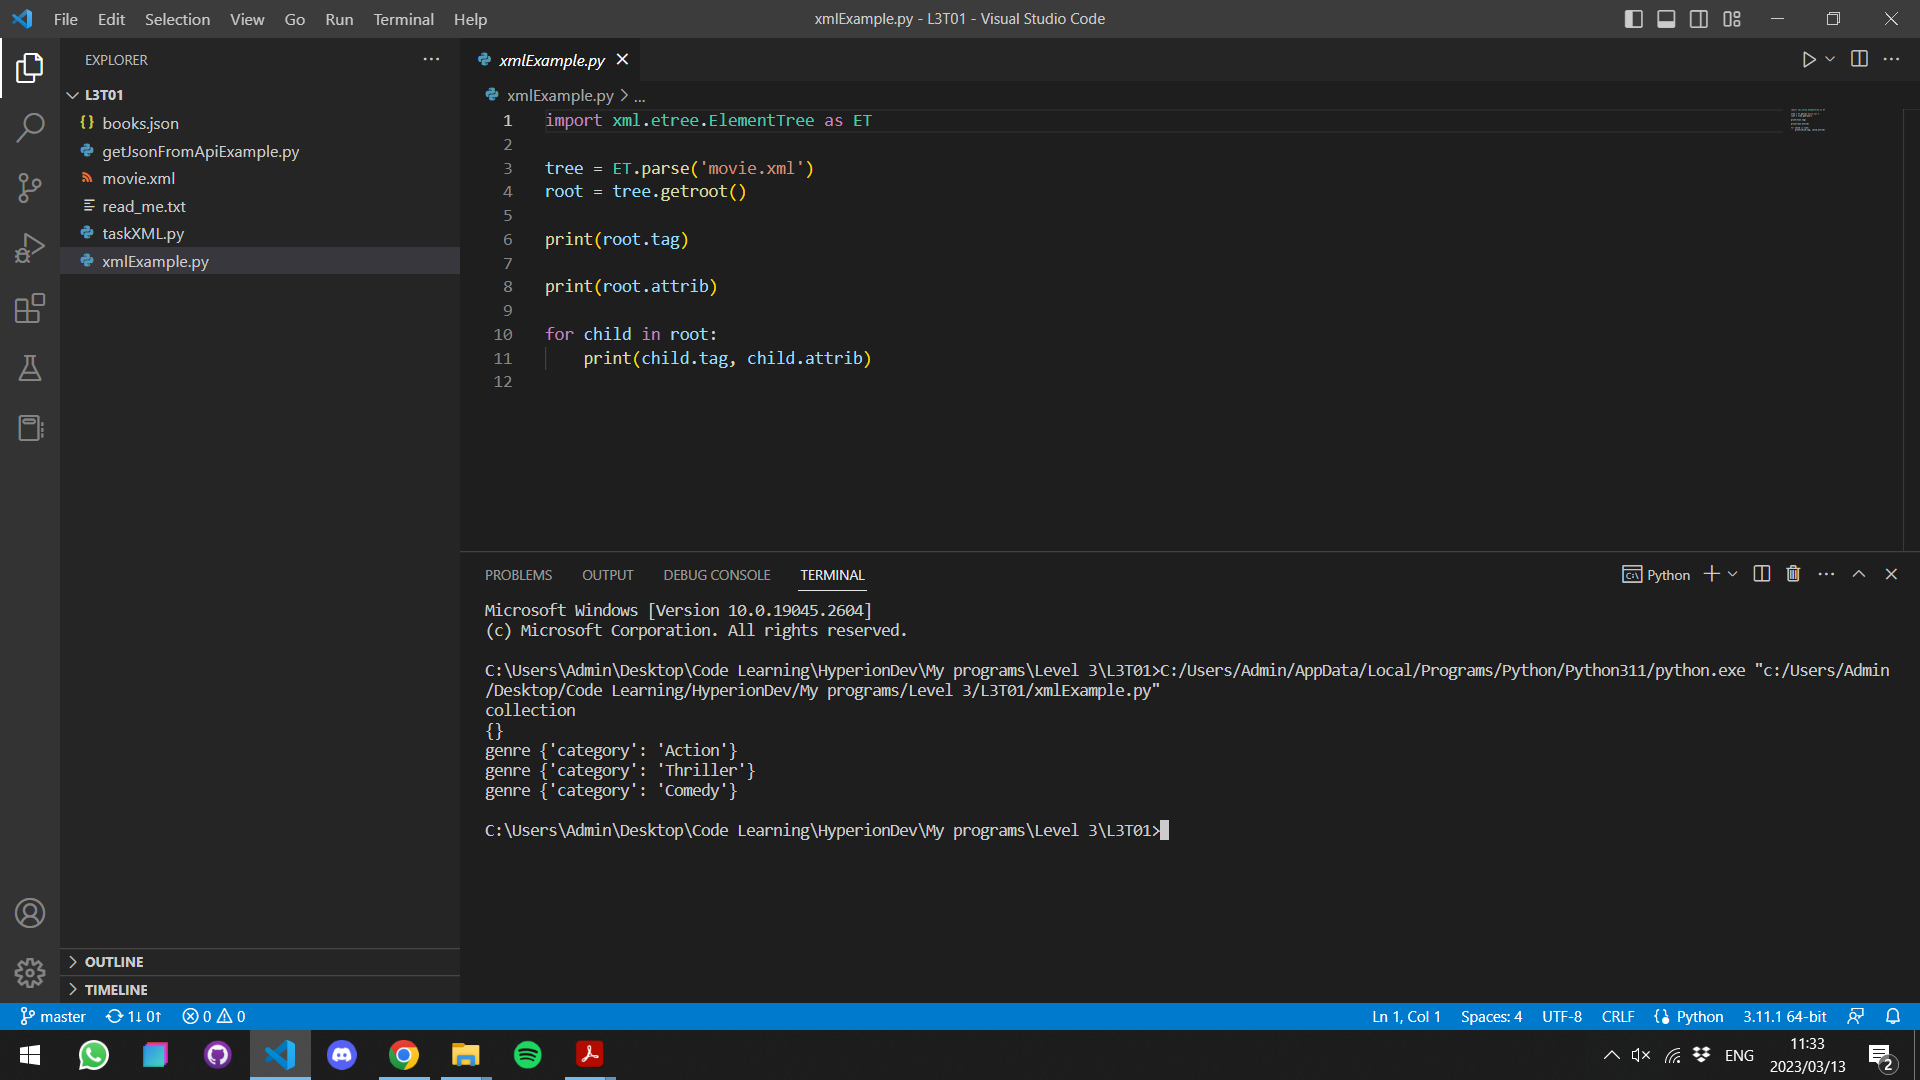 File Edit Selection View Go Run Terminal Help
xmlExample.py - L3T01 - Visual Studio Code
EXPLORER
L3T01
books.json
getJsonFromApiExample.py
movie.xml
read_me.txt
taskXML.py
xmlExample.py
OUTLINE
TIMELINE
xmlExample.py
xmlExample.py > ...
1 import xml.etree.ElementTree as ET
2
3 tree = ET.parse('movie.xml')
4 root = tree.getroot()
5
6 print(root.tag)
7
8 print(root.attrib)
9
10 for child in root:
11 print(child.tag, child.attrib)
12
PROBLEMS OUTPUT DEBUG CONSOLE TERMINAL
Python
Microsoft Windows [Version 10.0.19045.2604]
(c) Microsoft Corporation. All rights reserved.
C:\Users\Admin\Desktop\Code Learning\HyperionDev\My programs\Level 3\L3T01>C:/Users/Admin/AppData/Local/Programs/Python/Python311/python.exe "c:/Users/Admin
/Desktop/Code Learning/HyperionDev/My programs/Level 3/L3T01/xmlExample.py"
collection
{}
genre {'category': 'Action'}
genre {'category': 'Thriller'}
genre {'category': 'Comedy'}
C:\Users\Admin\Desktop\Code Learning\HyperionDev\My programs\Level 3\L3T01>
master 1↓ 0↑ 0 0
Ln 1, Col 1 Spaces: 4 UTF-8 CRLF Python 3.11.1 64-bit
ENG
11:33
2023/03/13
2